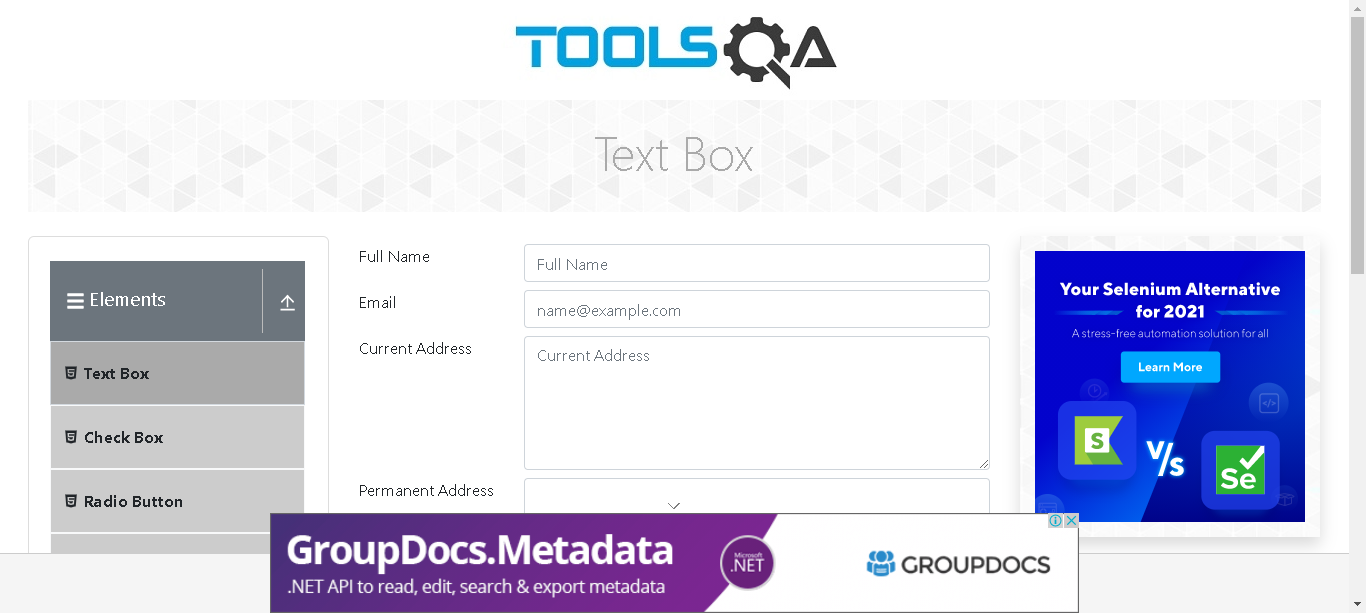 TOOLSQA
Text Box
Elements
Text Box
Check Box
Radio Button
Full Name
Full Name
Email
name@example.com
Current Address
Current Address
Permanent Address
Your Selenium Alternative
for 2021
A stress-free automation solution for all
Learn More
S
V/s
Se
GroupDocs.Metadata
.NET API to read, edit, search & export metadata
Microsoft
.NET
GROUPDOCS